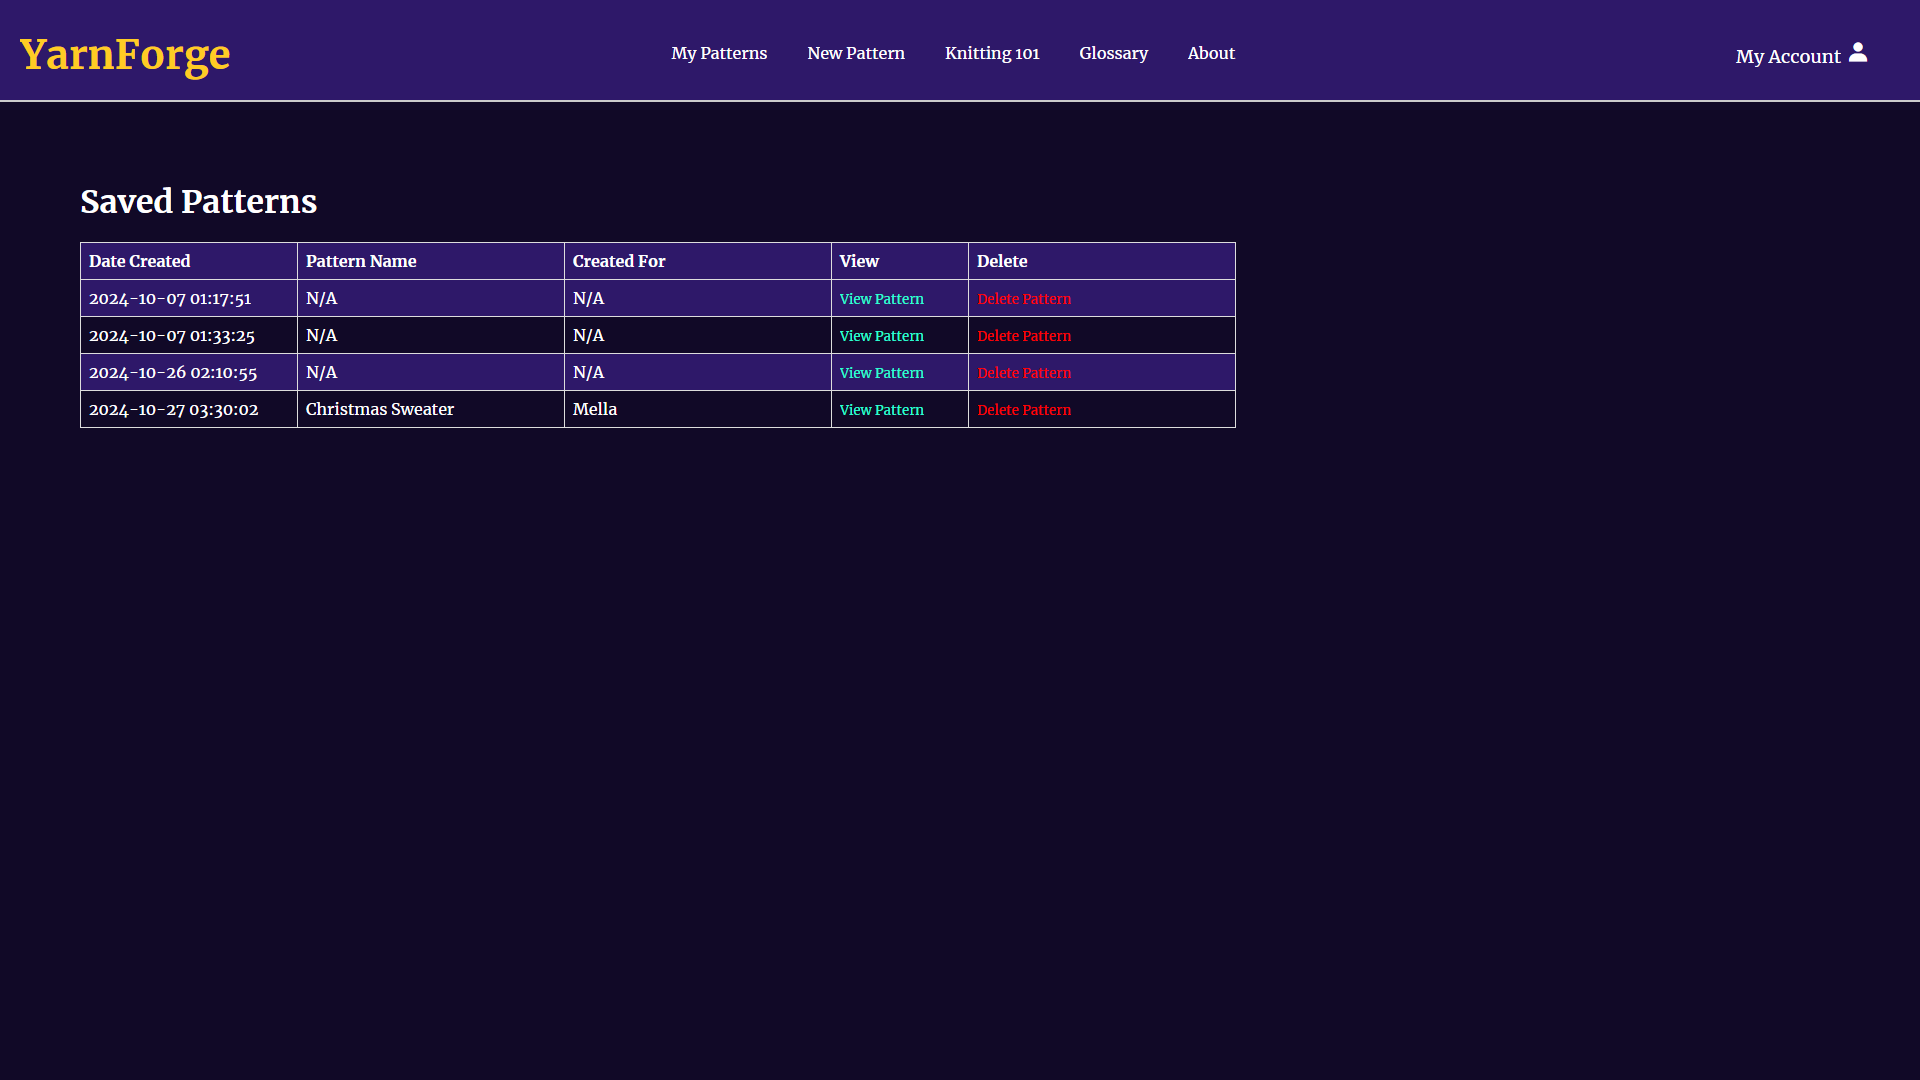 YarnForge
My Patterns New Pattern Knitting 101 Glossary About
My Account
Saved Patterns
Date Created Pattern Name Created For View Delete
2024-10-07 01:17:51 N/A N/A View Pattern Delete Pattern
2024-10-07 01:33:25 N/A N/A View Pattern Delete Pattern
2024-10-26 02:10:55 N/A N/A View Pattern Delete Pattern
2024-10-27 03:30:02 Christmas Sweater Mella View Pattern Delete Pattern